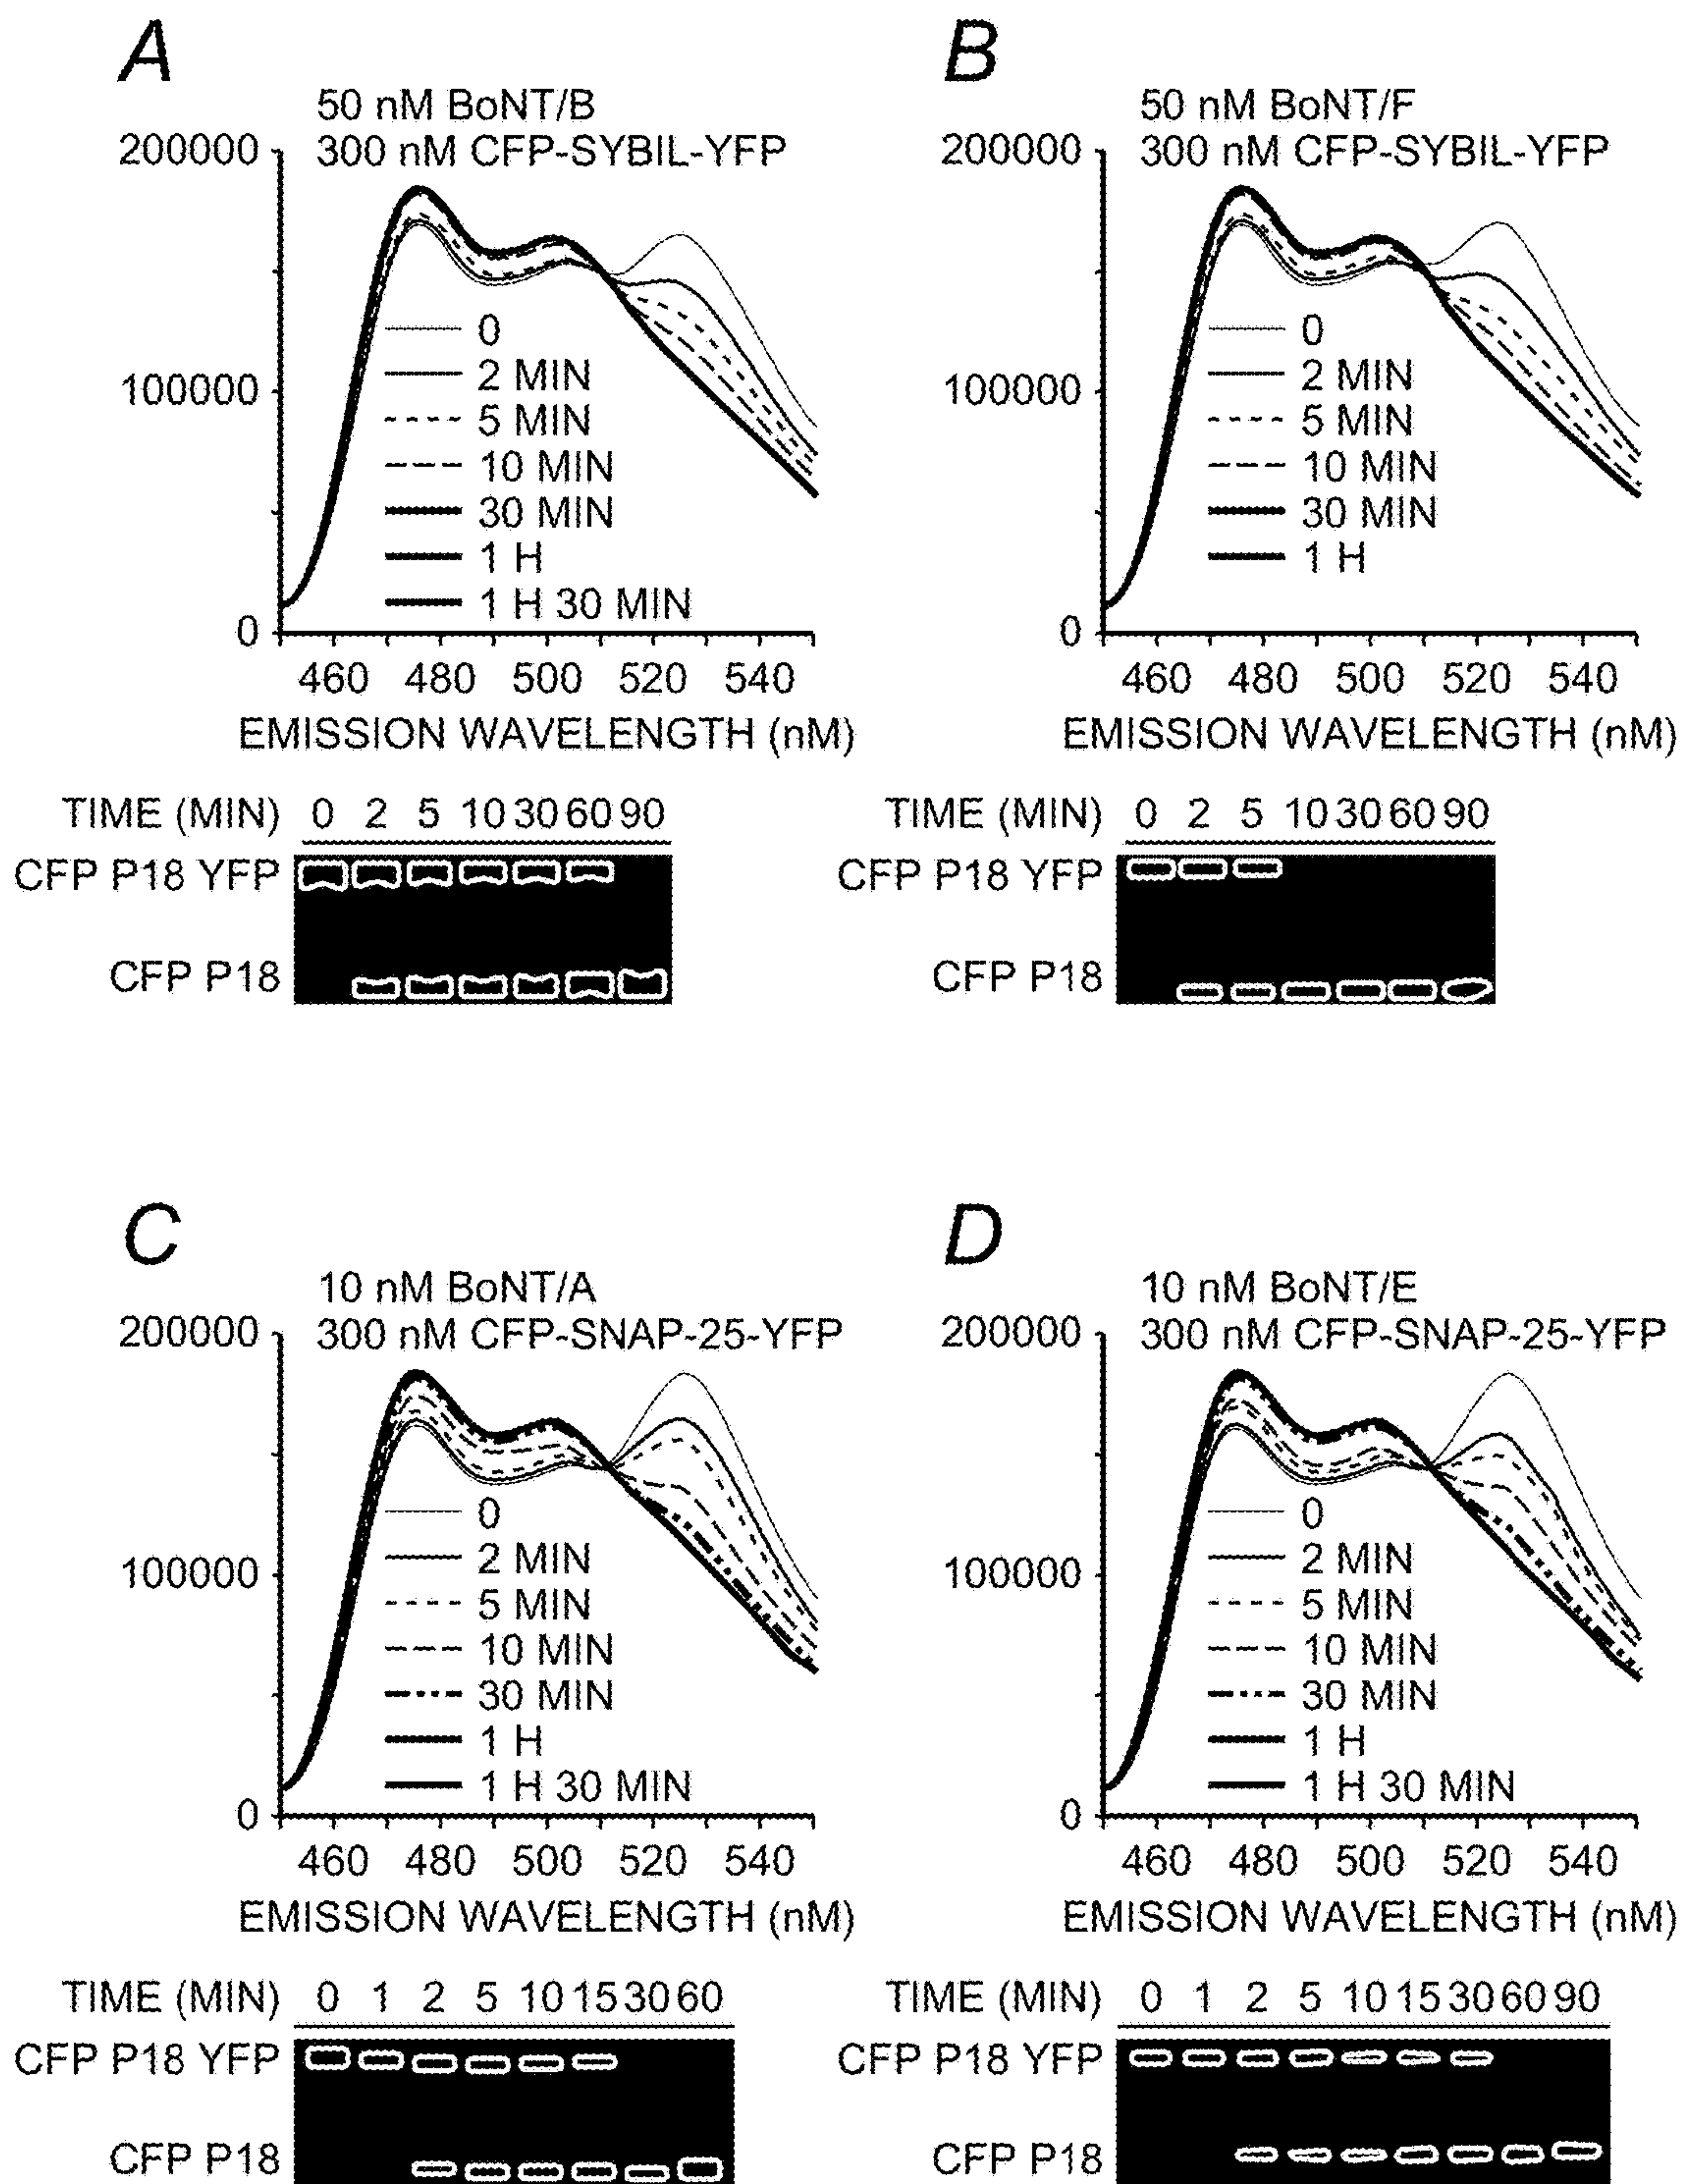 A
50 nM BoNT/B
300 nM CFP-SYBIL-YFP
200000
100000
0
0
2 MIN
5 MIN
10 MIN
30 MIN
1 H
1 H 30 MIN
460 480 500 520 540
EMISSION WAVELENGTH (nM)
TIME (MIN) 0 2 5 10 30 60 90
CFP P18 YFP
CFP P18
B
50 nM BoNT/F
300 nM CFP-SYBIL-YFP
200000
100000
0
0
2 MIN
5 MIN
10 MIN
30 MIN
1 H
460 480 500 520 540
EMISSION WAVELENGTH (nM)
TIME (MIN) 0 2 5 10 30 60 90
CFP P18 YFP
CFP P18
C
10 nM BoNT/A
300 nM CFP-SNAP-25-YFP
200000
100000
0
0
2 MIN
5 MIN
10 MIN
30 MIN
1 H
1 H 30 MIN
460 480 500 520 540
EMISSION WAVELENGTH (nM)
TIME (MIN) 0 1 2 5 10 15 30 60
CFP P18 YFP
CFP P18
D
10 nM BoNT/E
300 nM CFP-SNAP-25-YFP
200000
100000
0
0
2 MIN
5 MIN
10 MIN
30 MIN
1 H
1 H 30 MIN
460 480 500 520 540
EMISSION WAVELENGTH (nM)
TIME (MIN) 0 1 2 5 10 15 30 60 90
CFP P18 YFP
CFP P18